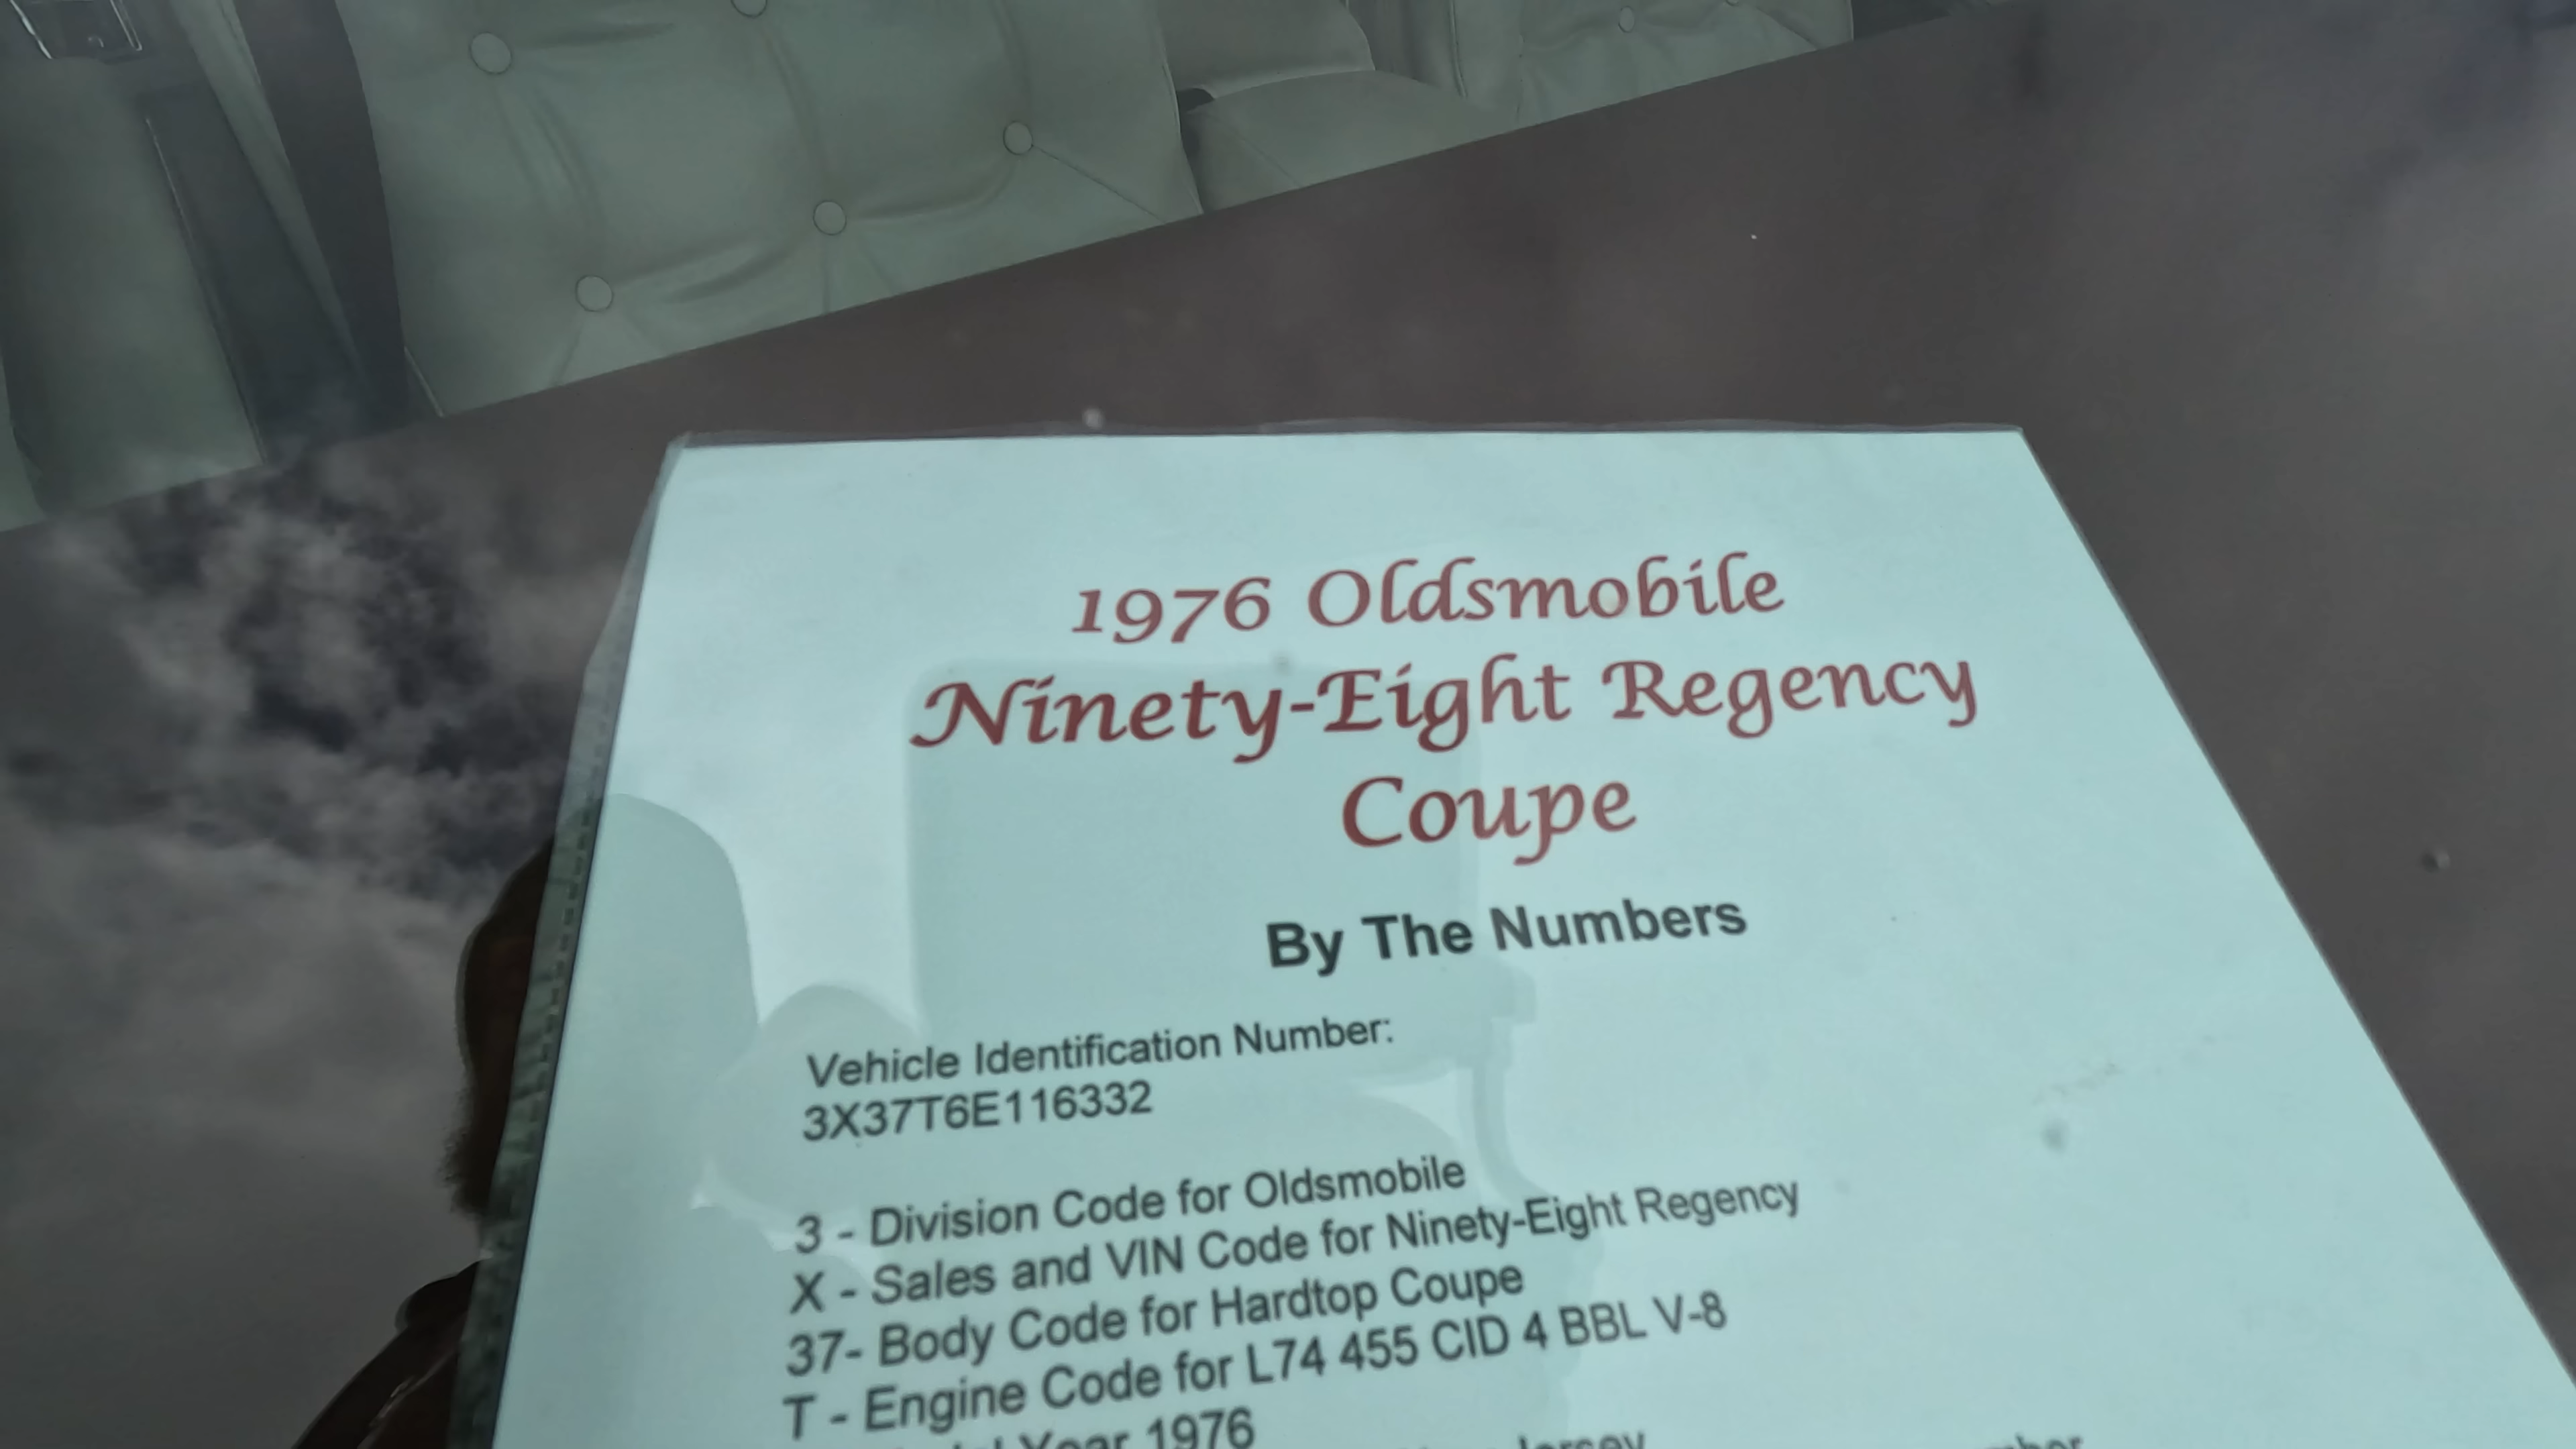 1976 Oldsmobile
Ninety-Eight Regency
Coupe
By The Numbers
Vehicle Identification Number:
3X37T6E116332
3 - Division Code for Oldsmobile
X - Sales and VIN Code for Ninety-Eight Regency
37- Body Code for Hardtop Coupe
T - Engine Code for L74 455 CID 4 BBL V-8
Year 1976